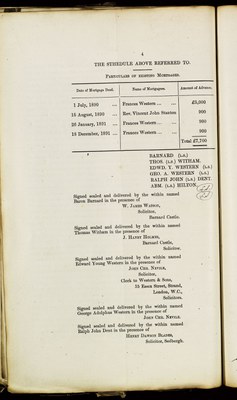 4
THE SCHEDULE ABOVE REFERRED TO.
PARTICULARS OF EXISTING MORTGAGES.
Date of Mortgage Deed. Name of Mortgagees. Amount of Advance.
1 July, 1890 ... Frances Western ... ... £5,000
15 August, 1890 ... Rev. Vincent John Stanton 900
26 January, 1891 ... Frances Western ... ... 900
16 December, 1891 ... Frances Western ... ... 900
Total £7,700
BARNARD (L.S.)
THOS. (L.S.) WITHAM.
EDWD. Y. WESTERN (L.S.)
GEO. A. WESTERN (L.S.)
RALPH JOHN (L.S.) DENT
ARM. (L.S.) HILTON
Signed sealed and delivered by the within named
Baron Barnard in the presence of
W. JAMES WATSON,
Solicitor,
Barnard Castle.
Signed sealed and delivered by the within named
Thomas Witham in the presence of
J. HOLMES,
Barnard Castle,
Solicitor.
Signed sealed and delivered by the within named
Edward Young Western in the presence of
JOHN CHS. NEVILE,
Solicitor,
Clerk to Western & Sons,
35 Essex Street, Strand,
London, W.C.,
Solicitors.
Signed sealed and delivered by the within named
George Adolphus Western in the presence of
JOHN CHS. NEVILE.
Signed sealed and delivered by the within named
Ralph John Dent in the presence of
HENRY DAWSON
Solicitor, Sedbergh.